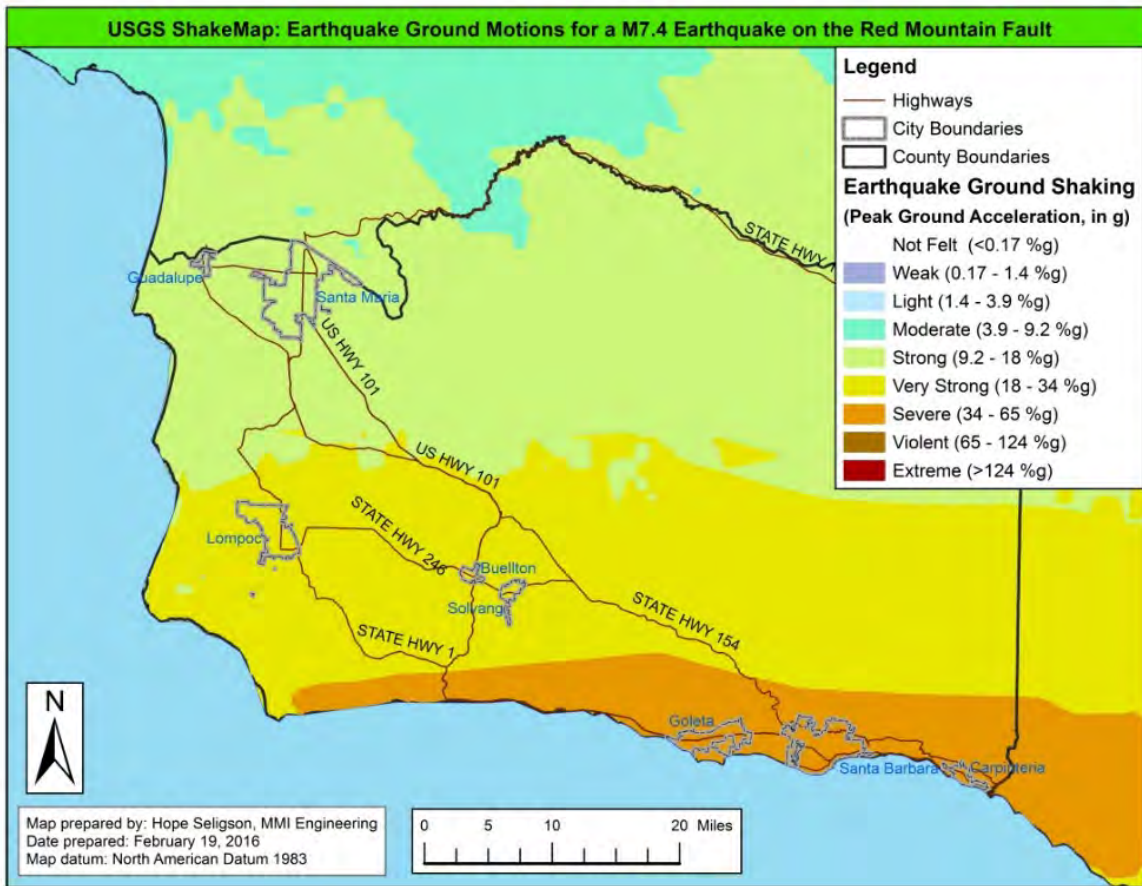 USGS ShakeMap: Earthquake Ground Motions for a M7.4 Earthquake on the Red Mountain Fault
Legend
Highways
City Boundaries
County Boundaries
Earthquake Ground Shaking
(Peak Ground Acceleration, in g)
Not Felt (<0.17 %g)
Weak (0.17 - 1.4 %g)
Light (1.4 - 3.9 %g)
Moderate (3.9 - 9.2 %g)
Strong (9.2 - 18 %g)
Very Strong (18 - 34 %g)
Severe (34 - 65 %g)
Violent (65 - 124 %g)
Extreme (>124 %g)
STATE HWY 1
Guadalupe
Santa Maria
US HWY 101
US HWY 101
Lompoc
STATE HWY 246
Buellton
Solvang
STATE HWY 1
STATE HWY 154
N
Goleta
Santa Barbara
Carpinteria
Map prepared by: Hope Seligson, MMI Engineering
Date prepared: February 19, 2016
Map datum: North American Datum 1983
0 5 10 20 Miles